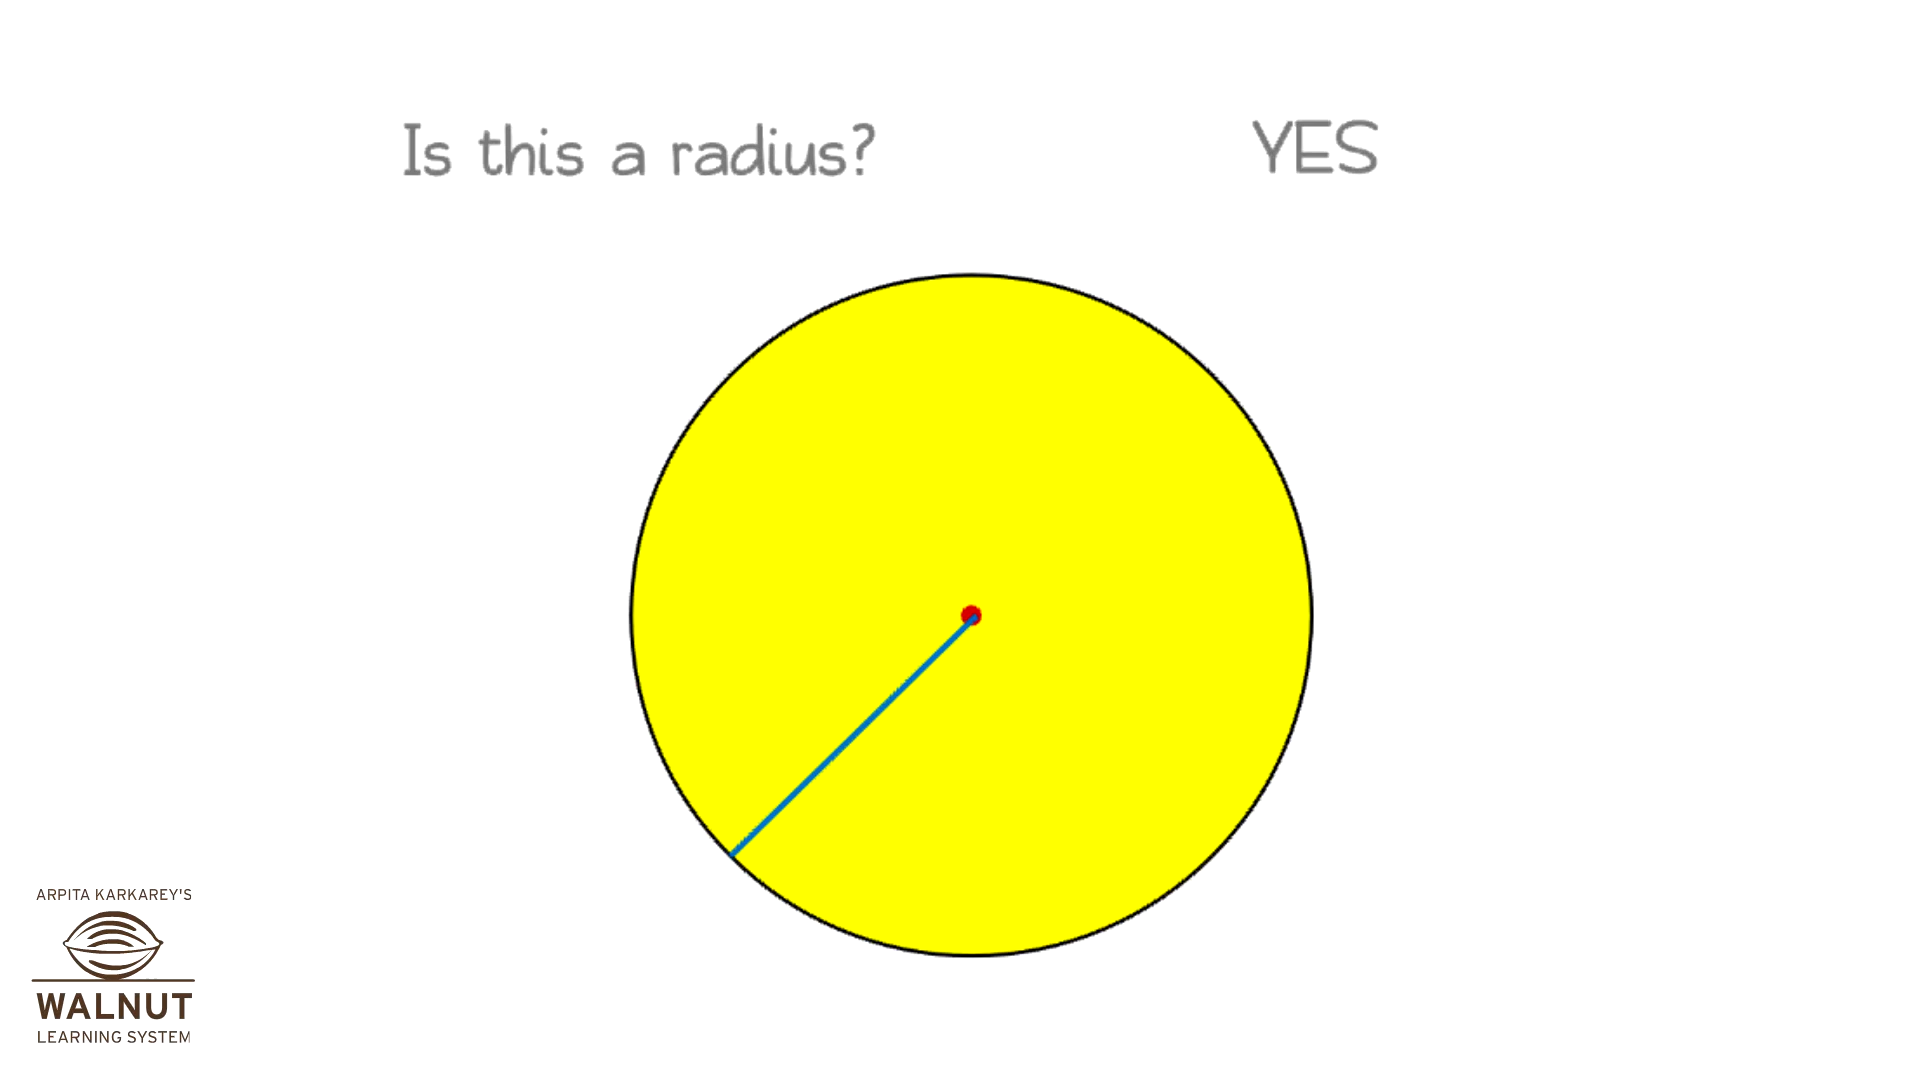 Is this a radius? YES
ARPITA KARKAREY'S
WALNUT
LEARNING SYSTEM